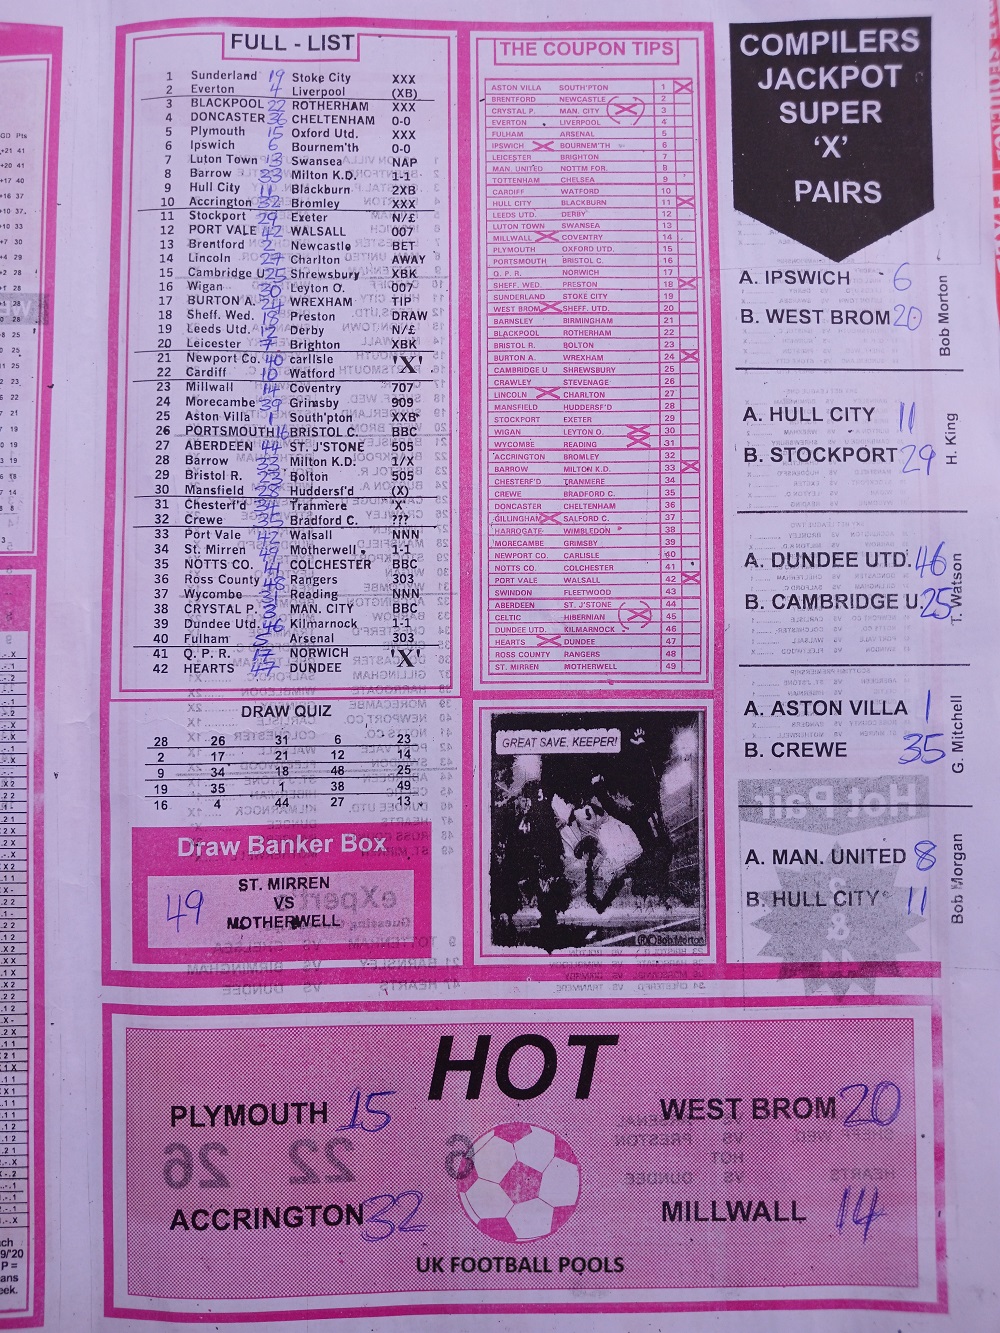 FULL - LIST
1 Sunderland 19 Stoke City XXX
2 Everton 4 Liverpool (XB)
3 BLACKPOOL 22 ROTHERHAM XXX
4 DONCASTER 36 CHELTENHAM 0-0
5 Plymouth 15 Oxford Utd. XXX
6 Ipswich 6 Bournem'th 0-0
7 Luton Town 13 Swansea NAP
8 Barrow 33 Milton K.D. 1-1
9 Hull City 11 Blackburn 2XB
10 Accrington 32 Bromley XXX
11 Stockport 29 Exeter N/£
12 PORT VALE 42 WALSALL 007
13 Brentford 2 Newcastle BET
14 Lincoln 27 Charlton AWAY
15 Cambridge U 25 Shrewsbury XBK
16 Wigan 30 Leyton O. 007
17 BURTON A. 24 WREXHAM TIP
18 Sheff. Wed. 18 Preston DRAW
19 Leeds Utd. 12 Derby N/£
20 Leicester 7 Brighton XBK
21 Newport Co. 40 carlisle 'X'
22 Cardiff 10 Watford
23 Millwall 14 Coventry 707
24 Morecambe 39 Grimsby 909
25 Aston Villa 1 South'pton XXB
26 PORTSMOUTH 16 BRISTOL C. BBC
27 ABERDEEN 44 ST. J'STONE 509
28 Barrow 33 Milton K.D. 1/X
29 Bristol R. 23 Bolton 505
30 Mansfield 28 Huddersf'd (X)
31 Chesterf'd 34 Tranmere 'X'
32 Crewe 35 Bradford C. ???
33 Port Vale 42 Walsall NNN
34 St. Mirren 49 Motherwell 1-1
35 NOTTS CO. 41 COLCHESTER BBC
36 Ross County 48 Rangers 303
37 Wycombe 31 Reading NNN
38 CRYSTAL P. 3 MAN. CITY BBC
39 Dundee Utd. 46 Kilmarnock 1-1
40 Fulham 5 Arsenal 303
41 Q. P. R. 17 NORWICH 'X'
42 HEARTS 47 DUNDEE
DRAW QUIZ
28 26 31 6 23
2 17 21 12 14
9 34 18 48 25
19 35 1 38 49
16 4 44 27 13
Draw Banker Box
49
ST. MIRREN
VS
MOTHERWELL
THE COUPON TIPS
ASTON VILLA SOUTH'PTON 1
BRENTFORD NEWCASTLE 2
CRYSTAL P. MAN. CITY 3
EVERTON LIVERPOOL 4
FULHAM ARSENAL 5
IPSWICH BOURNEM'TH 6
LEICESTER BRIGHTON 7
MAN. UNITED NOTTM FOR. 8
TOTTENHAM CHELSEA 9
CARDIFF WATFORD 10
HULL CITY BLACKBURN 11
LEEDS UTD. DERBY 12
LUTON TOWN SWANSEA 13
MILLWALL COVENTRY 14
PLYMOUTH OXFORD UTD. 15
PORTSMOUTH BRISTOL C. 16
Q. P. R. NORWICH 17
SHEFF. WED. PRESTON 18
SUNDERLAND STOKE CITY 19
WEST BROM SHEFF. UTD. 20
BARNSLEY BIRMINGHAM 21
BLACKPOOL ROTHERHAM 22
BRISTOL R. BOLTON 23
BURTON A. WREXHAM 24
CAMBRIDGE U SHREWSBURY 25
CRAWLEY STEVENAGE 26
LINCOLN CHARLTON 27
MANSFIELD HUDDERSF'D 28
STOCKPORT EXETER 29
WIGAN LEYTON O. 30
WYCOMBE READING 31
ACCRINGTON BROMLEY 32
BARROW MILTON K.D. 33
CHESTERF'D TRANMERE 34
CREWE BRADFORD C. 35
DONCASTER CHELTENHAM 36
GILLINGHAM SALFORD C. 37
HARROGATE WIMBLEDON 38
MORECAMBE GRIMSBY 39
NEWPORT CO. CARLISLE 40
NOTTS CO. COLCHESTER 41
PORT VALE WALSALL 42
SWINDON FLEETWOOD 43
ABERDEEN ST. J'STONE 44
CELTIC HIBERNIAN 45
DUNDEE UTD. KILMARNOCK 46
HEARTS DUNDEE 47
ROSS COUNTY RANGERS 48
ST. MIRREN MOTHERWELL 49
GREAT SAVE, KEEPER!
(RC) Bob Morton
COMPILERS
JACKPOT
SUPER
'X'
PAIRS
A. IPSWICH 6
B. WEST BROM 20
Bob Morton
A. HULL CITY 11
B. STOCKPORT 29
H. King
A. DUNDEE UTD. 46
B. CAMBRIDGE U. 25
T. Watson
A. ASTON VILLA 1
B. CREWE 35
G. Mitchell
A. MAN. UNITED 8
B. HULL CITY 11
Bob Morgan
HOT
PLYMOUTH 15
WEST BROM 20
ACCRINGTON 32
MILLWALL 14
UK FOOTBALL POOLS